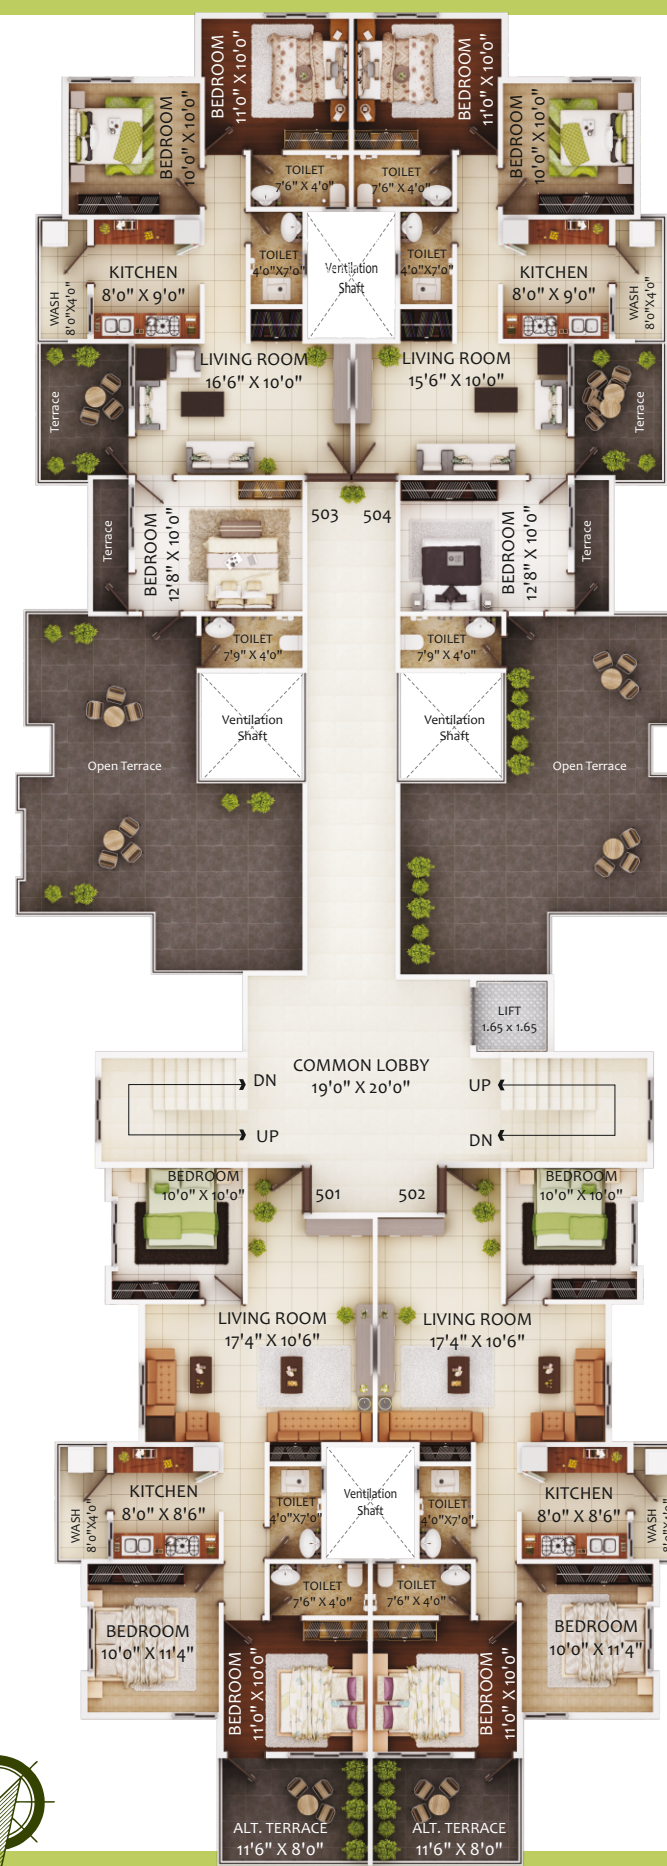 BEDROOM
11'0" X 10'0"
BEDROOM
11'0" X 10'0"
BEDROOM
10'0" X 10'0"
BEDROOM
10'0" X 10'0"
TOILET
7'6" X 4'0"
TOILET
7'6" X 4'0"
TOILET
4'0"X7'0"
Ventilation
Shaft
TOILET
4'0"X7'0"
KITCHEN
8'0" X 9'0"
KITCHEN
8'0" X 9'0"
WASH
8'0"X4'0"
WASH
8'0"X4'0"
LIVING ROOM
16'6" X 10'0"
LIVING ROOM
15'6" X 10'0"
Terrace
Terrace
503
504
Terrace
BEDROOM
12'8" X 10'0"
BEDROOM
12'8" X 10'0"
Terrace
TOILET
7'9" X 4'0"
TOILET
7'9" X 4'0"
Ventilation
Shaft
Ventilation
Shaft
Open Terrace
Open Terrace
LIFT
1.65 x 1.65
COMMON LOBBY
19'0" X 20'0"
DN
UP
UP
DN
BEDROOM
10'0" X 10'0"
501
502
BEDROOM
10'0" X 10'0"
LIVING ROOM
17'4" X 10'6"
LIVING ROOM
17'4" X 10'6"
KITCHEN
8'0" X 8'6"
KITCHEN
8'0" X 8'6"
WASH
8'0"X4'0"
WASH
8'0"X4'0"
TOILET
4'0"X7'0"
Ventilation
Shaft
TOILET
4'0"X7'0"
TOILET
7'6" X 4'0"
TOILET
7'6" X 4'0"
BEDROOM
10'0" X 11'4"
BEDROOM
10'0" X 11'4"
BEDROOM
11'0" X 10'0"
BEDROOM
11'0" X 10'0"
ALT. TERRACE
11'6" X 8'0"
ALT. TERRACE
11'6" X 8'0"